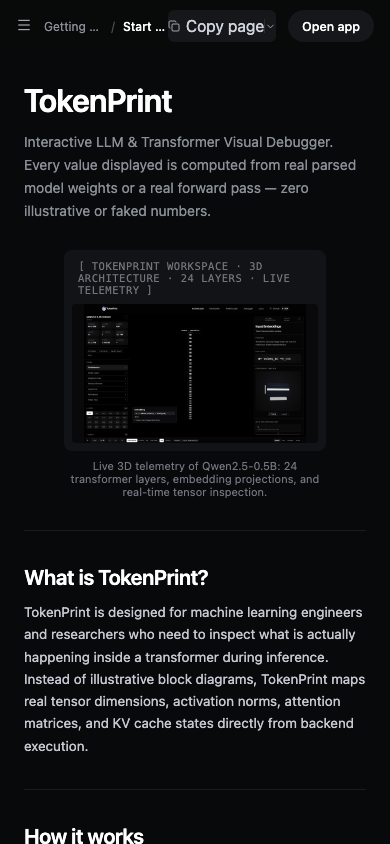 Getting ... / Start ... Copy page Open app
TokenPrint
Interactive LLM & Transformer Visual Debugger.
Every value displayed is computed from real parsed
model weights or a real forward pass — zero
illustrative or faked numbers.
[ TOKENPRINT WORKSPACE · 3D
ARCHITECTURE · 24 LAYERS · LIVE
TELEMETRY ]
Input Embeddings
Live 3D telemetry of Qwen2.5-0.5B: 24
transformer layers, embedding projections, and
real-time tensor inspection.
What is TokenPrint?
TokenPrint is designed for machine learning engineers
and researchers who need to inspect what is actually
happening inside a transformer during inference.
Instead of illustrative block diagrams, TokenPrint maps
real tensor dimensions, activation norms, attention
matrices, and KV cache states directly from backend
execution.
How it works